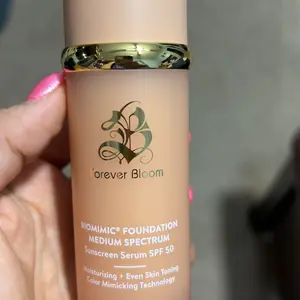 Forever Bloom
BIOMIMIC® FOUNDATION
MEDIUM SPECTRUM
Sunscreen Serum SPF 50
Moisturizing + Even Skin Toning
Color Mimicking Technology